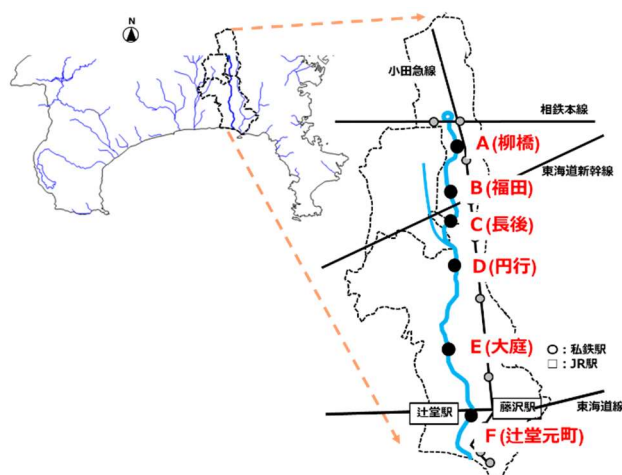 N
小田急線
相鉄本線
A (柳橋)
東海道新幹線
B (福田)
C (長後)
D (円行)
E (大庭)
○：私鉄駅
□：JR駅
辻堂駅
藤沢駅
東海道線
F (辻堂元町)